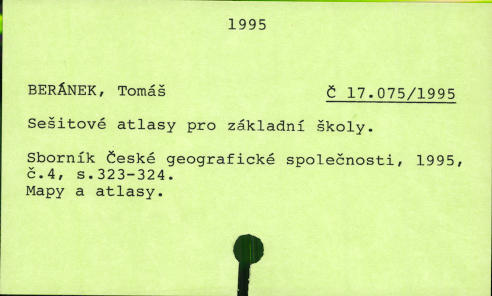 1995
BERÁNEK, Tomáš Č 17.075/1995
Sešitové atlasy pro základní školy.
Sborník České geografické společnosti, 1995,
č.4, s.323-324.
Mapy a atlasy.